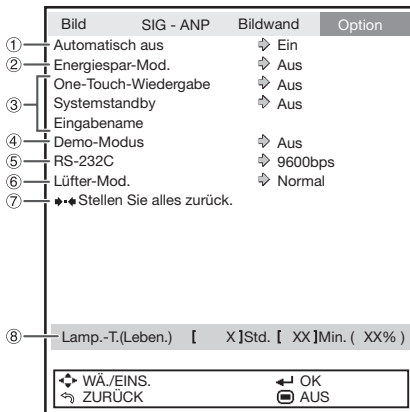 Bild SIG - ANP Bildwand Option
① Automatisch aus Ein
② Energiespar-Mod. Aus
③ One-Touch-Wiedergabe Aus
Systemstandby Aus
Eingabename
④ Demo-Modus Aus
⑤ RS-232C 9600bps
⑥ Lüfter-Mod. Normal
⑦ Stellen Sie alles zurück.
⑧ Lamp.-T.(Leben.) [ X]Std. [ XX]Min. ( XX% )
WÄ./EINS. OK
ZURÜCK AUS